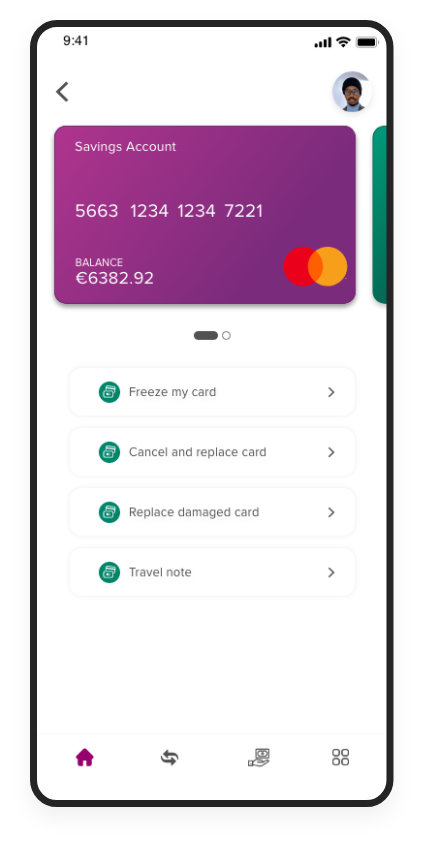 9:41
Savings Account
5663 1234 1234 7221
BALANCE
€6382.92
Freeze my card
Cancel and replace card
Replace damaged card
Travel note